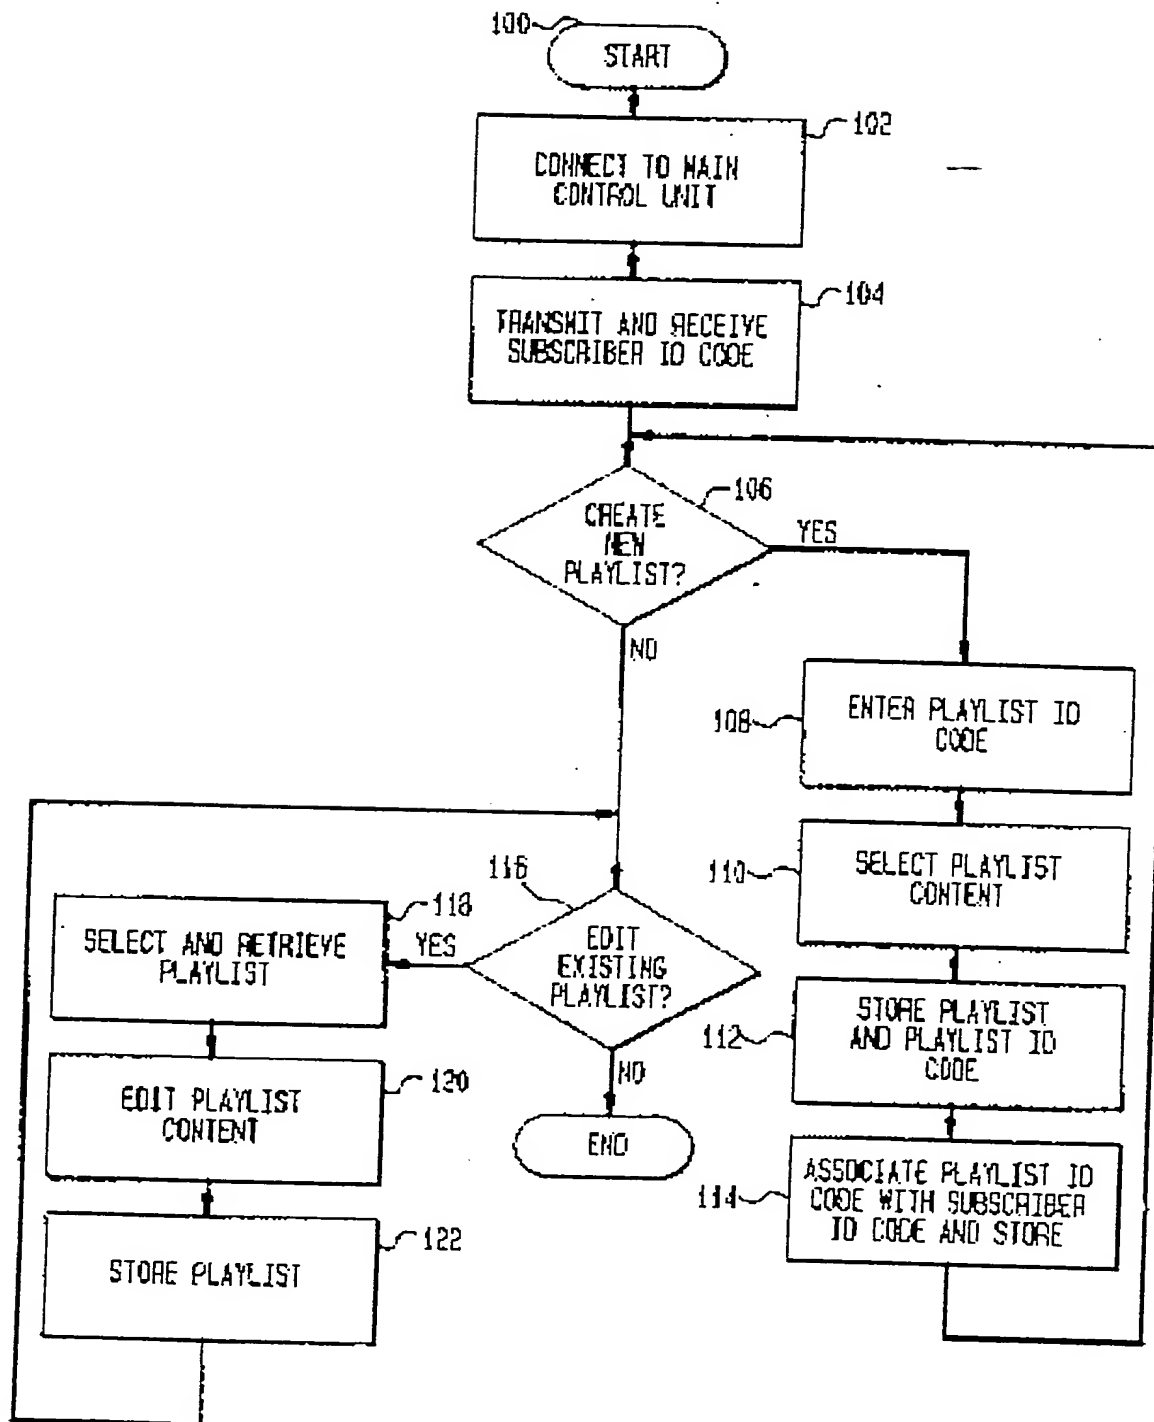 100
START
102
CONNECT TO MAIN
CONTROL UNIT
104
TRANSMIT AND RECEIVE
SUBSCRIBER ID CODE
106
CREATE
NEW
PLAYLIST?
YES
NO
108
ENTER PLAYLIST ID
CODE
110
SELECT PLAYLIST
CONTENT
112
STORE PLAYLIST
AND PLAYLIST ID
CODE
114
ASSOCIATE PLAYLIST ID
CODE WITH SUBSCRIBER
ID CODE AND STORE
116
EDIT
EXISTING
PLAYLIST?
YES
NO
118
SELECT AND RETRIEVE
PLAYLIST
120
EDIT PLAYLIST
CONTENT
122
STORE PLAYLIST
END